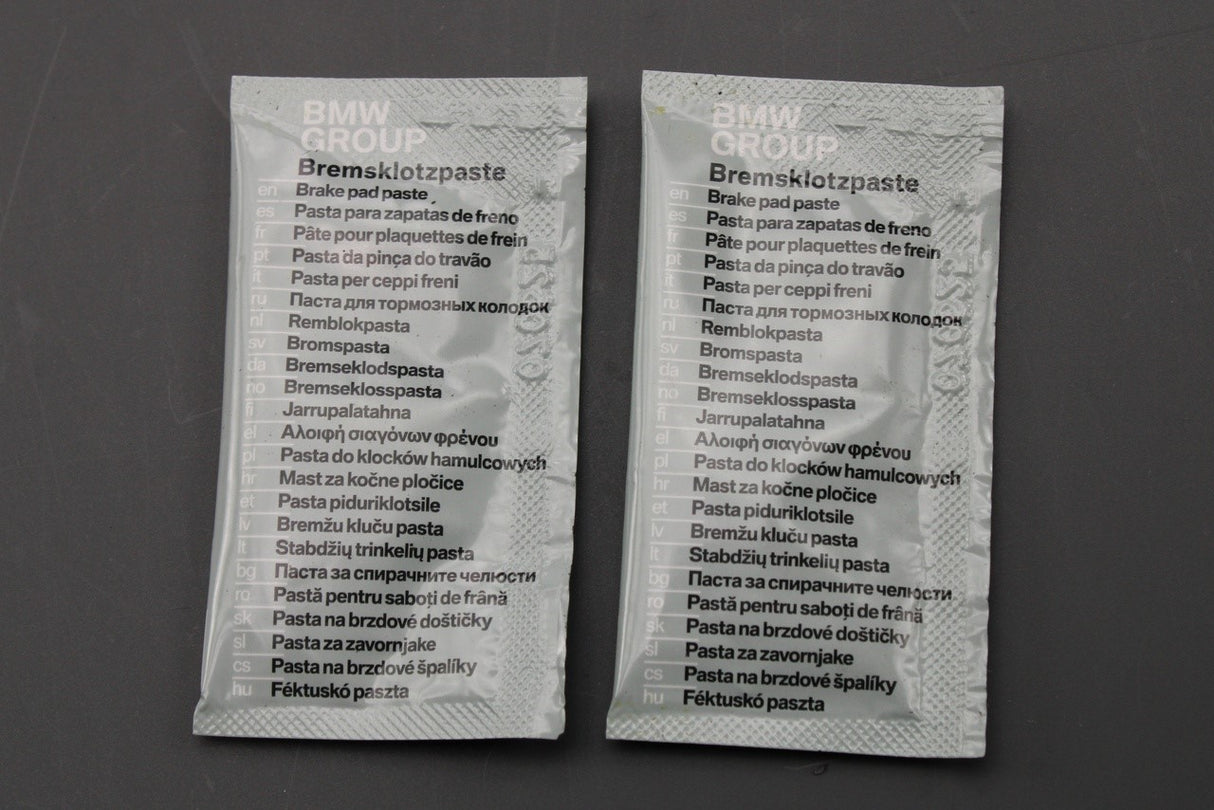 BMW
GROUP
Bremsklotzpaste
en Brake pad paste
es Pasta para zapatas de freno
fr Pâte pour plaquettes de frein
pt Pasta da pinça do travão
it Pasta per ceppi freni
ru Паста для тормозных колодок
nl Remblokpasta
sv Bromspasta
da Bremseklodspasta
no Bremseklosspasta
fi Jarrupalatahna
el Αλοιφή σιαγόνων φρένου
pl Pasta do klocków hamulcowych
hr Mast za kočne pločice
et Pasta piduriklotsile
lv Bremžu kluču pasta
lt Stabdžių trinkelių pasta
bg Паста за спирачните челюсти
ro Pastă pentru saboți de frână
sk Pasta na brzdové doštičky
sl Pasta za zavornjake
cs Pasta na brzdové špalíky
hu Féktuskó paszta
BMW
GROUP
Bremsklotzpaste
en Brake pad paste
es Pasta para zapatas de freno
fr Pâte pour plaquettes de frein
pt Pasta da pinça do travão
it Pasta per ceppi freni
ru Паста для тормозных колодок
nl Remblokpasta
sv Bromspasta
da Bremseklodspasta
no Bremseklosspasta
fi Jarrupalatahna
el Αλοιφή σιαγόνων φρένου
pl Pasta do klocków hamulcowych
hr Mast za kočne pločice
et Pasta piduriklotsile
lv Bremžu kluču pasta
lt Stabdžių trinkelių pasta
bg Паста за спирачните челюсти
ro Pastă pentru saboți de frână
sk Pasta na brzdové doštičky
sl Pasta za zavornjake
cs Pasta na brzdové špalíky
hu Féktuskó paszta